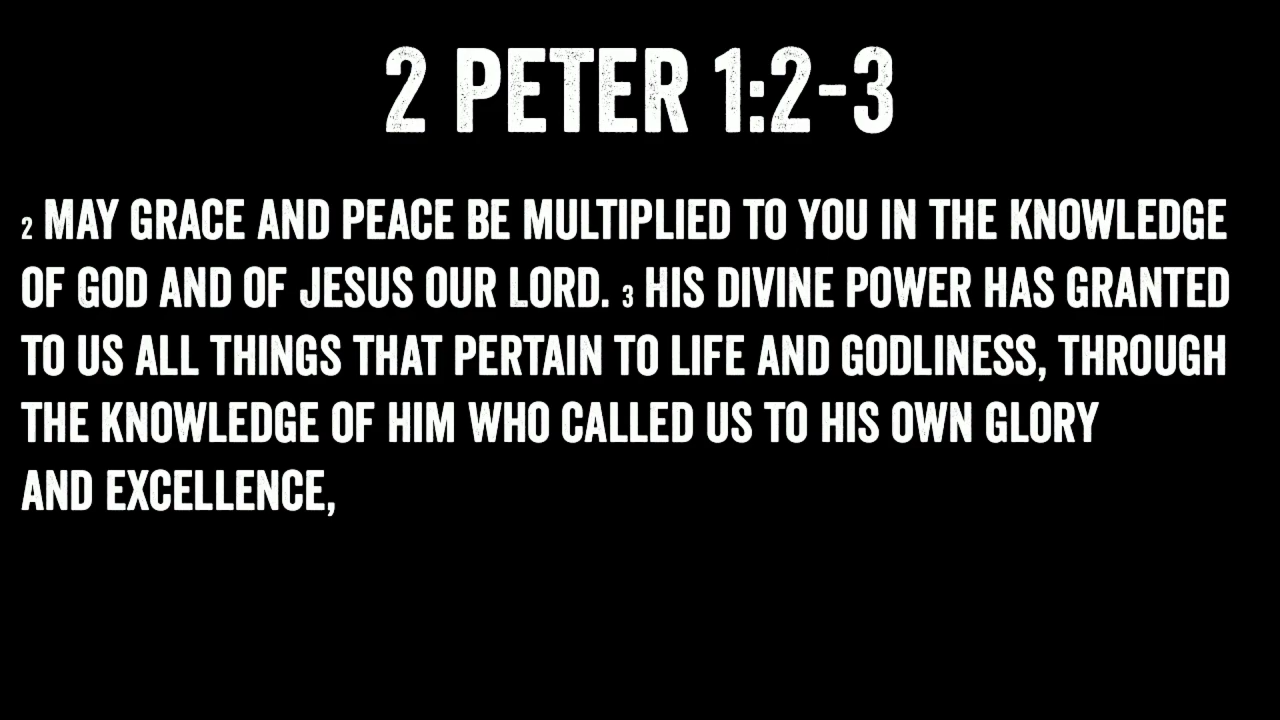 2 PETER 1:2-3
2 MAY GRACE AND PEACE BE MULTIPLIED TO YOU IN THE KNOWLEDGE
OF GOD AND OF JESUS OUR LORD. 3 HIS DIVINE POWER HAS GRANTED
TO US ALL THINGS THAT PERTAIN TO LIFE AND GODLINESS, THROUGH
THE KNOWLEDGE OF HIM WHO CALLED US TO HIS OWN GLORY
AND EXCELLENCE,